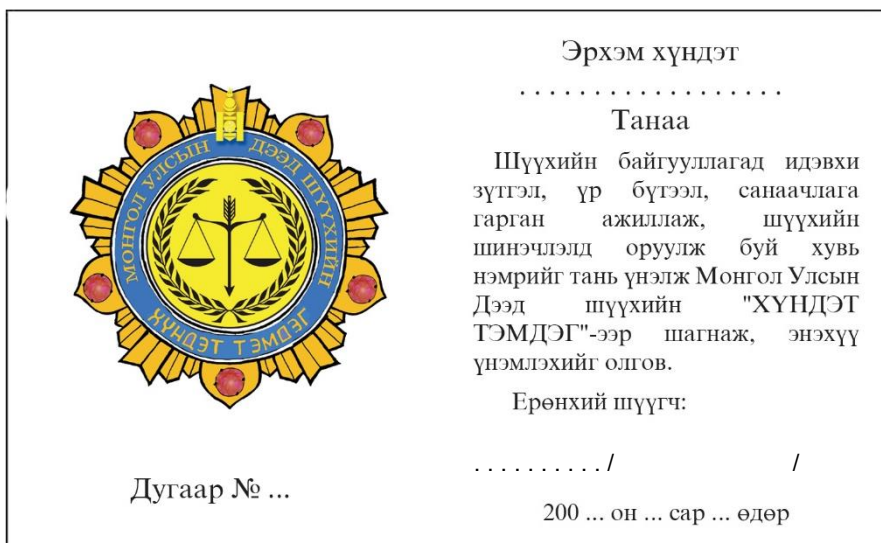 МОНГОЛ УЛСЫН ДЭЭД ШҮҮХИЙН
ХҮНДЭТ ТЭМДЭГ
Дугаар № ...
Эрхэм хүндэт
. . . . . . . . . . . . . . . . . .
Танаа
Шүүхийн байгууллагад идэвхи
зүтгэл, үр бүтээл, санаачлага
гарган ажиллаж, шүүхийн
шинэчлэлд оруулж буй хувь
нэмрийг тань үнэлж Монгол Улсын
Дээд шүүхийн "ХҮНДЭТ
ТЭМДЭГ"-ээр шагнаж, энэхүү
үнэмлэхийг олгов.
Ерөнхий шүүгч:
. . . . . . . . . . / /
200 ... он ... сар ... өдөр